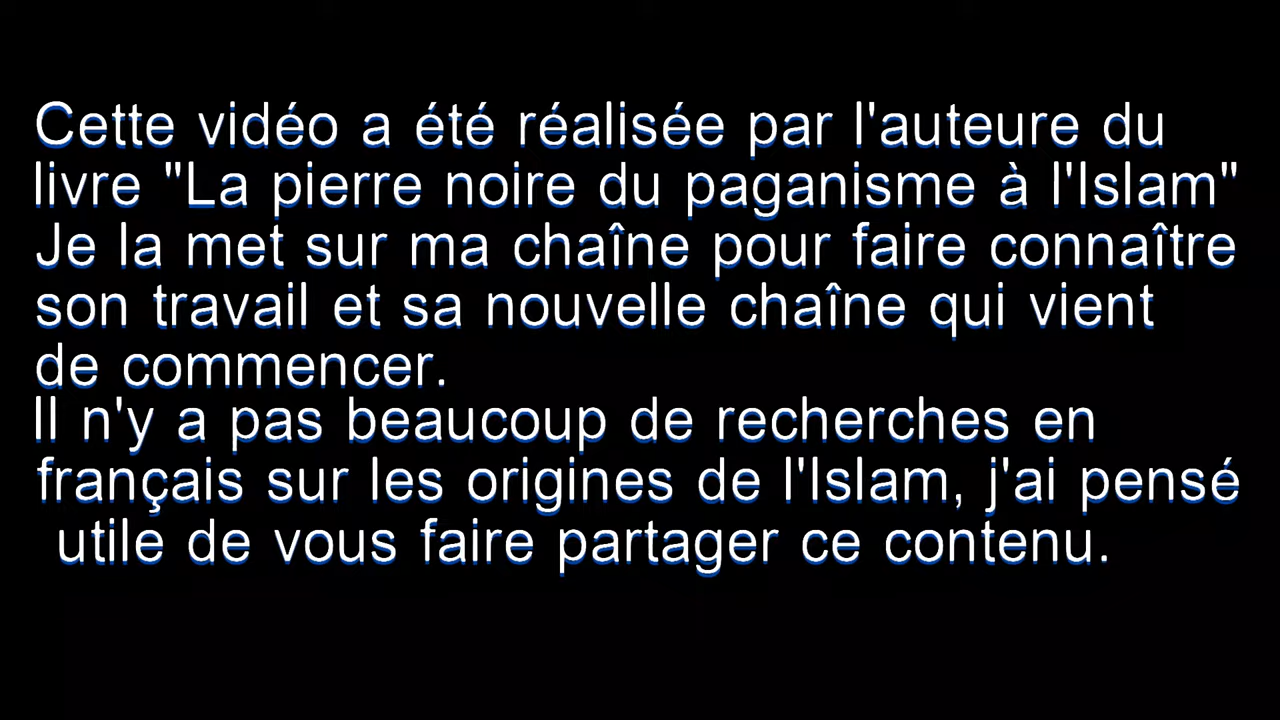 Cette vidéo a été réalisée par l'auteure du
livre "La pierre noire du paganisme à l'Islam"
Je la met sur ma chaîne pour faire connaître
son travail et sa nouvelle chaîne qui vient
de commencer.
Il n'y a pas beaucoup de recherches en
français sur les origines de l'Islam, j'ai pensé
utile de vous faire partager ce contenu.